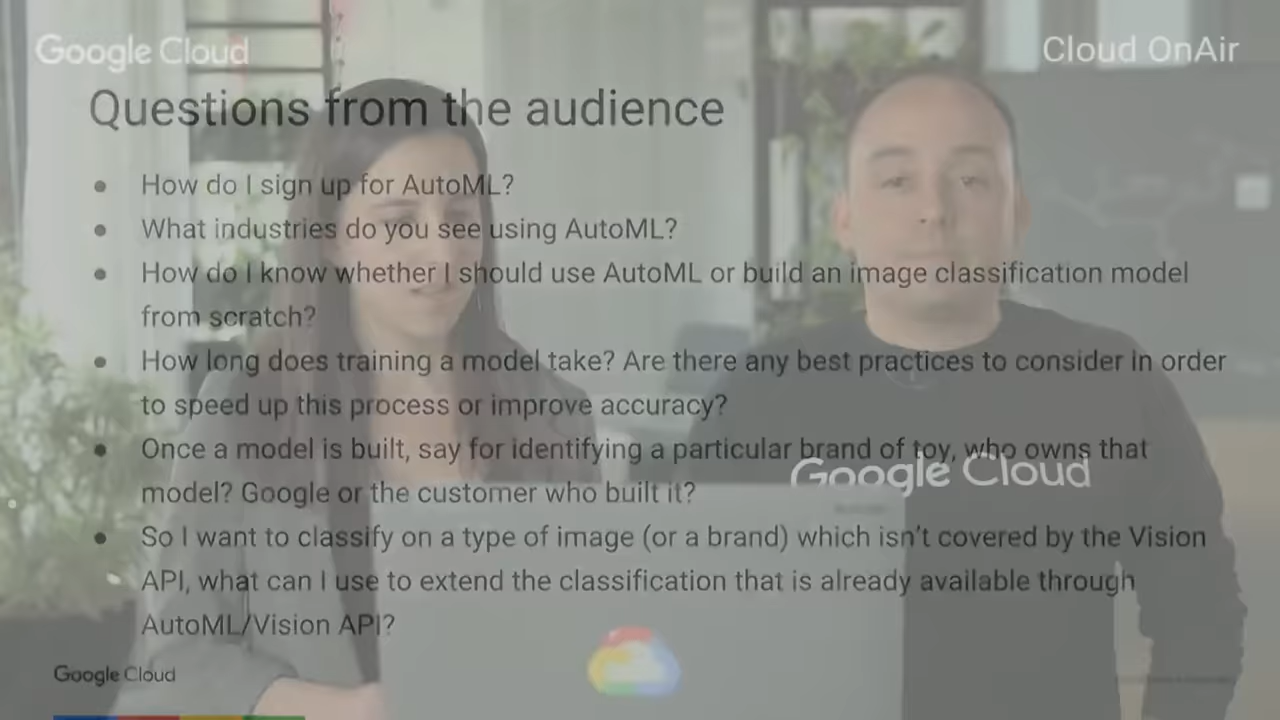 Google Cloud
Cloud OnAir
Questions from the audience
• How do I sign up for AutoML?
• What industries do you see using AutoML?
• How do I know whether I should use AutoML or build an image classification model
from scratch?
• How long does training a model take? Are there any best practices to consider in order
to speed up this process or improve accuracy?
• Once a model is built, say for identifying a particular brand of toy, who owns that
model? Google or the customer who built it?
• So I want to classify on a type of image (or a brand) which isn't covered by the Vision
API, what can I use to extend the classification that is already available through
AutoML/Vision API?
Google Cloud
Google Cloud